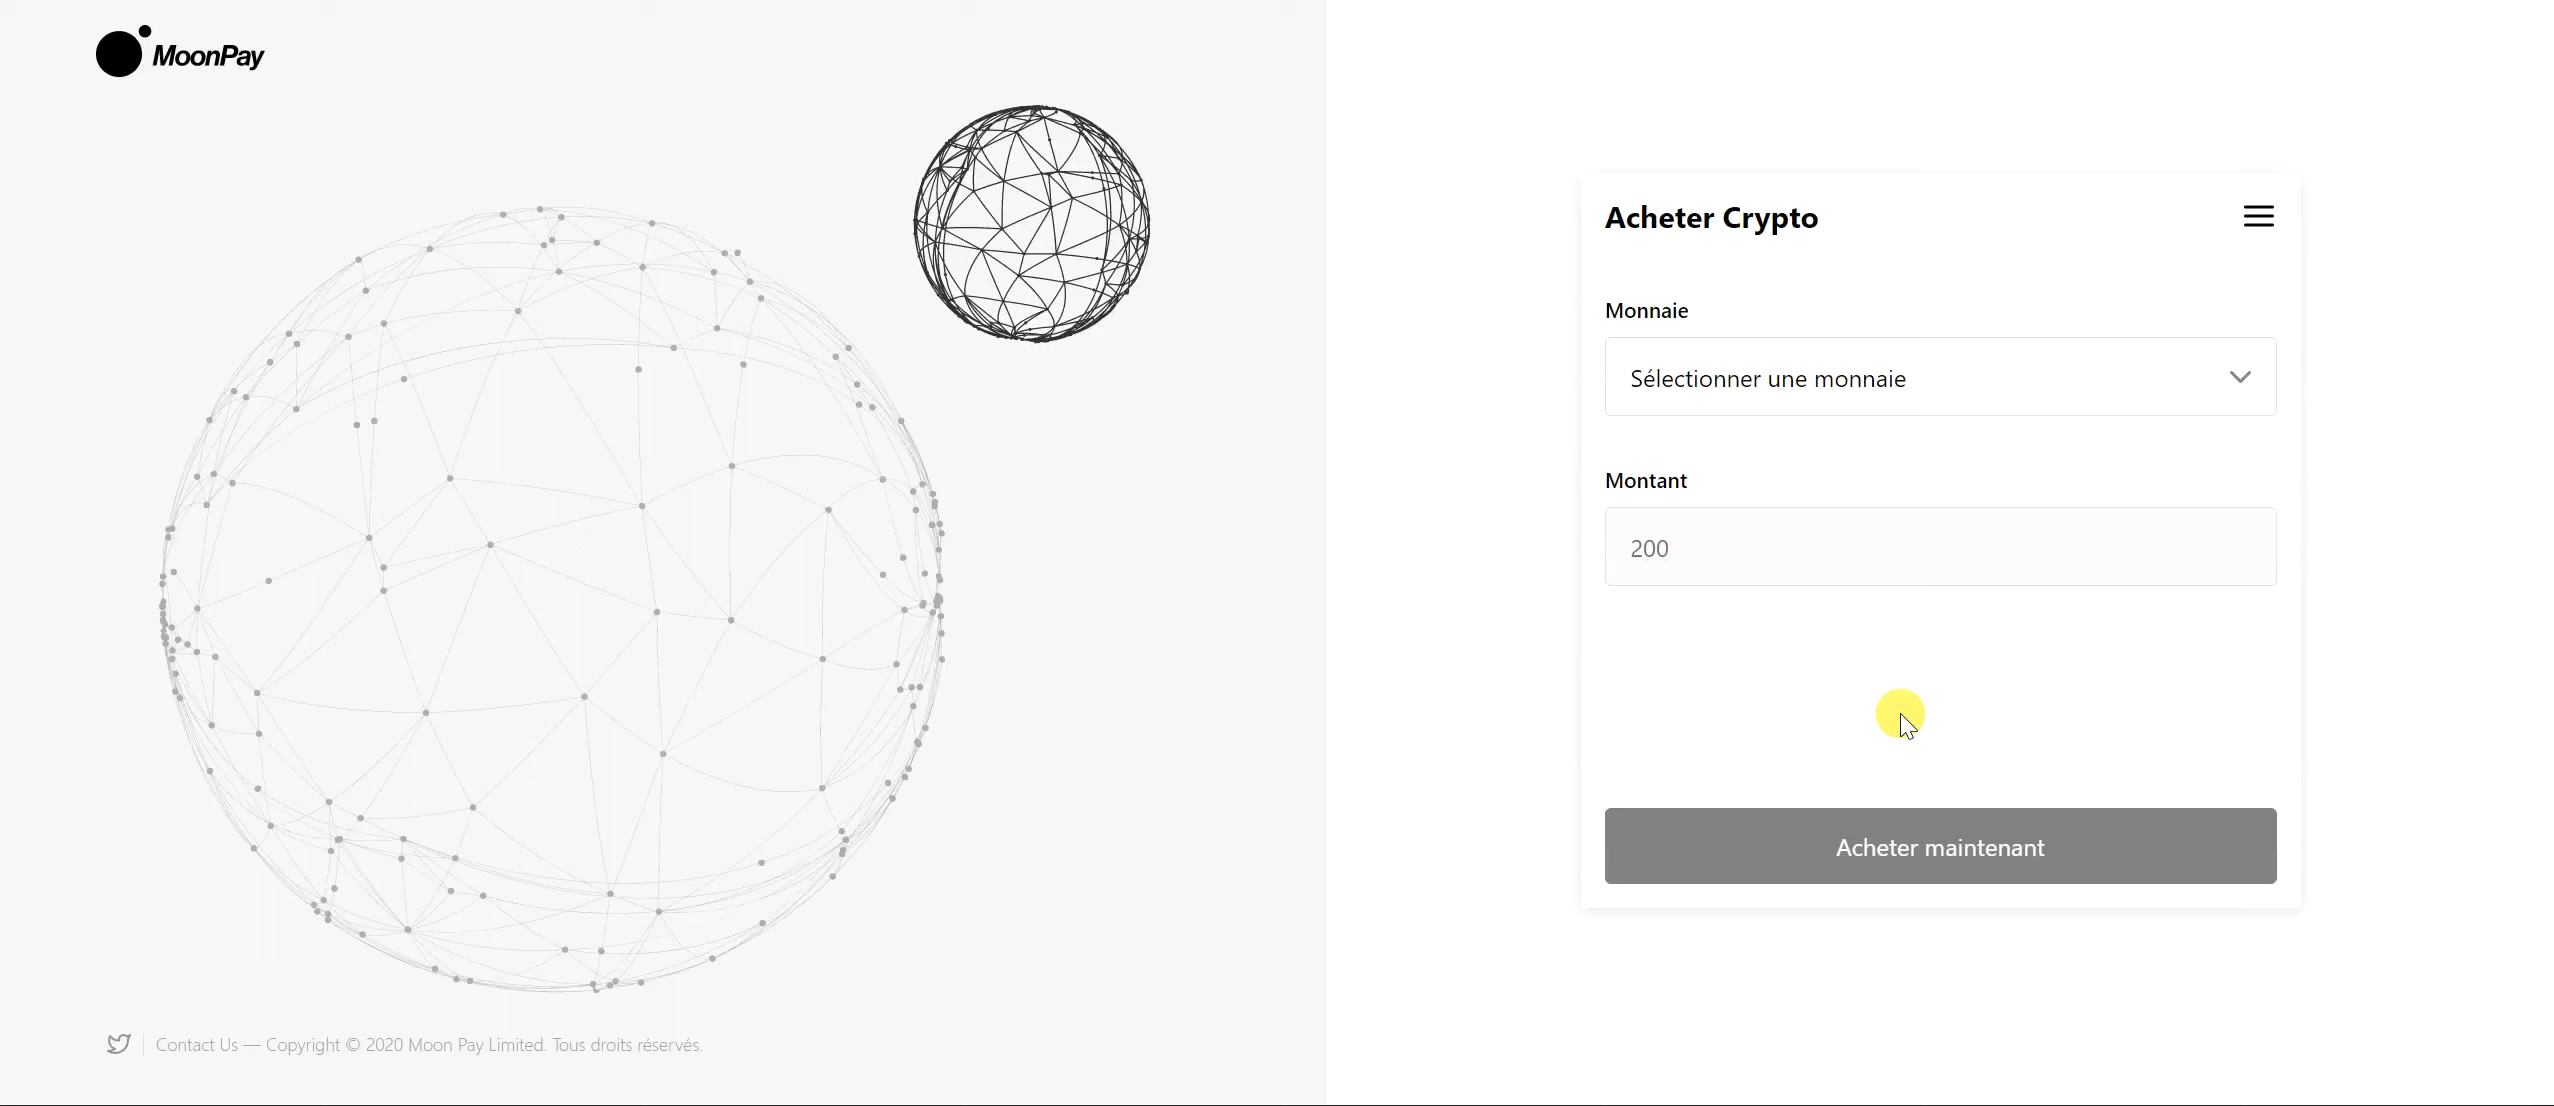 MoonPay
Acheter Crypto
Monnaie
Sélectionner une monnaie
Montant
200
Acheter maintenant
Contact Us — Copyright © 2020 Moon Pay Limited. Tous droits réservés.